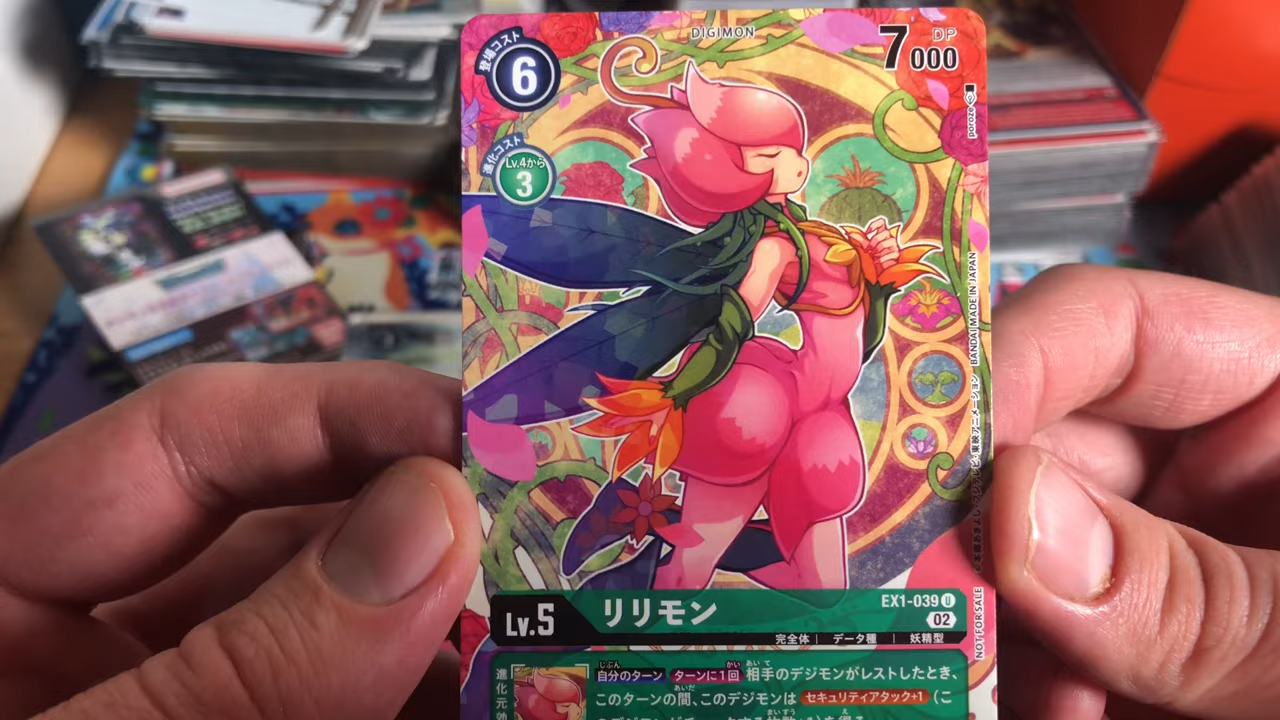 DIGIMON
登場コスト
6
7000
DP
進化コスト
Lv.4から
3
poroze
BANDAI MADE IN JAPAN
NOT FOR SALE
Lv.5
リリモン
EX1-039 U
02
完全体 | データ種 | 妖精型
進化元効
自分のターン ターンに1回 相手のデジモンがレストしたとき、
このターンの間、このデジモンは セキュリティアタック+1 (こ